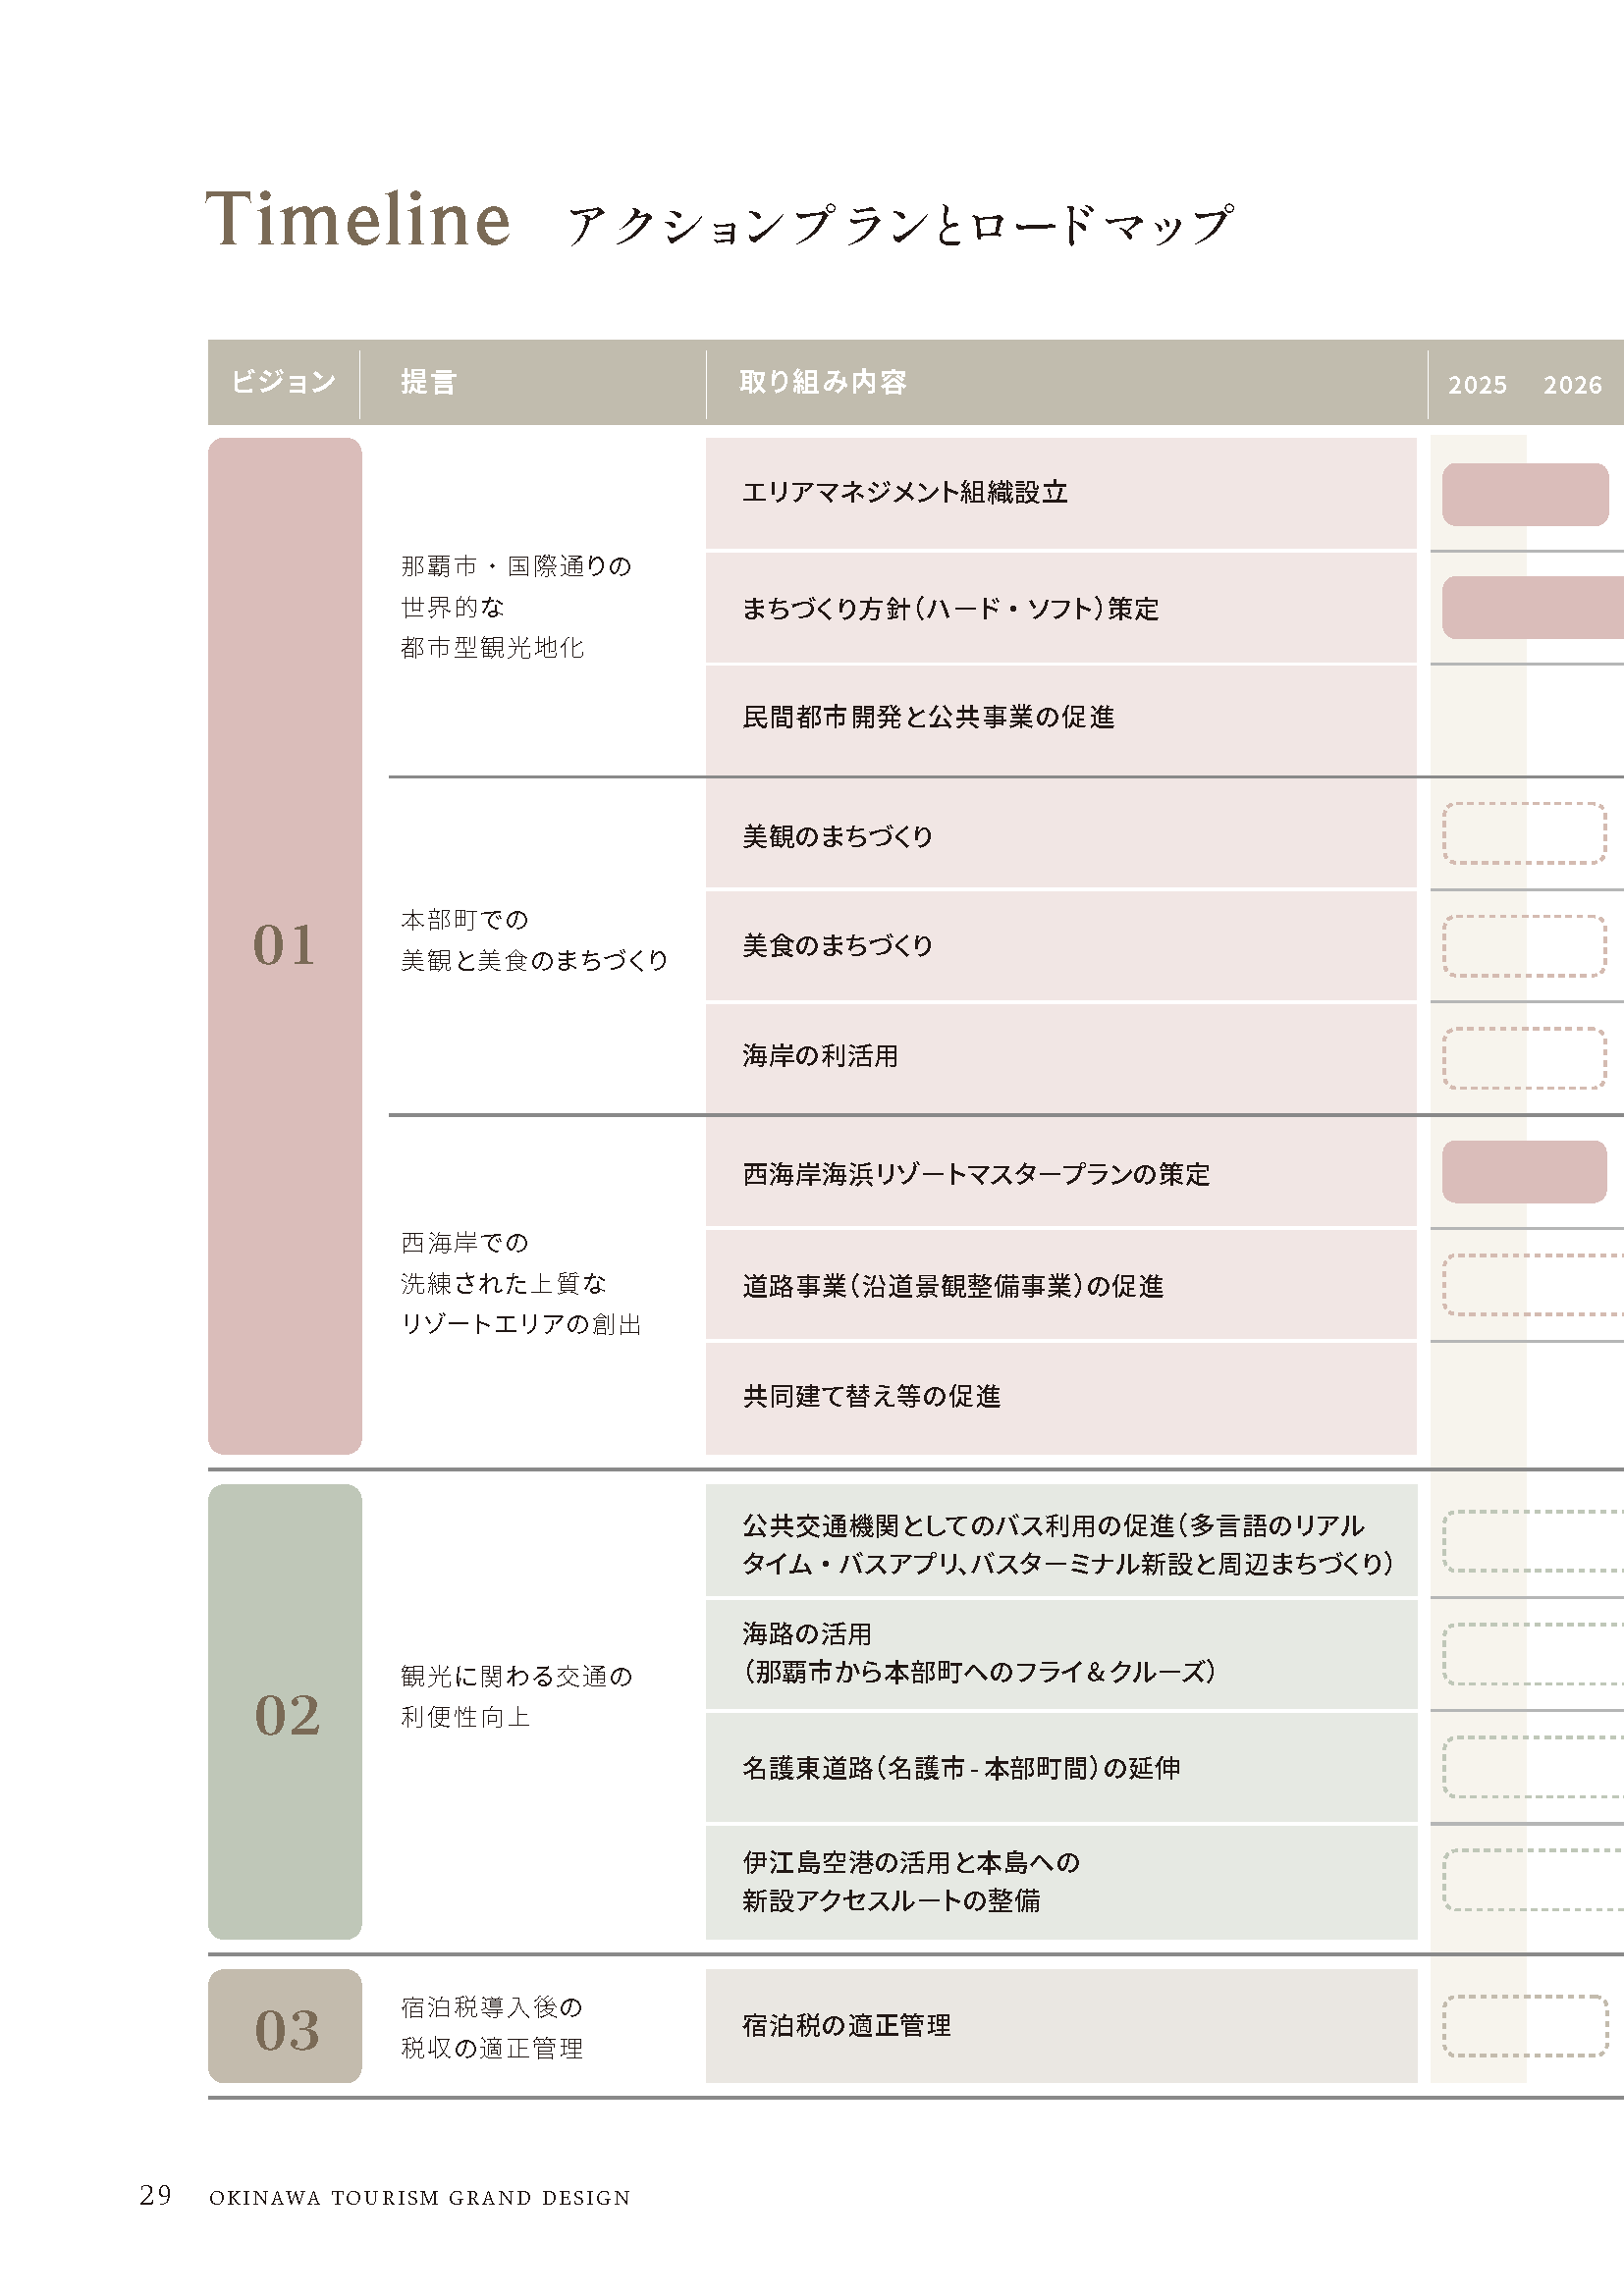 Timeline アクションプランとロードマップ
ビジョン 提言 取り組み内容 2025 2026
01
那覇市・国際通りの
世界的な
都市型観光地化
エリアマネジメント組織設立
まちづくり方針（ハード・ソフト）策定
民間都市開発と公共事業の促進
本部町での
美観と美食のまちづくり
美観のまちづくり
美食のまちづくり
海岸の利活用
西海岸での
洗練された上質な
リゾートエリアの創出
西海岸海浜リゾートマスタープランの策定
道路事業（沿道景観整備事業）の促進
共同建て替え等の促進
02
観光に関わる交通の
利便性向上
公共交通機関としてのバス利用の促進（多言語のリアル
タイム・バスアプリ、バスターミナル新設と周辺まちづくり）
海路の活用
（那覇市から本部町へのフライ＆クルーズ）
名護東道路（名護市 - 本部町間）の延伸
伊江島空港の活用と本島への
新設アクセスルートの整備
03
宿泊税導入後の
税収の適正管理
宿泊税の適正管理
29 OKINAWA TOURISM GRAND DESIGN